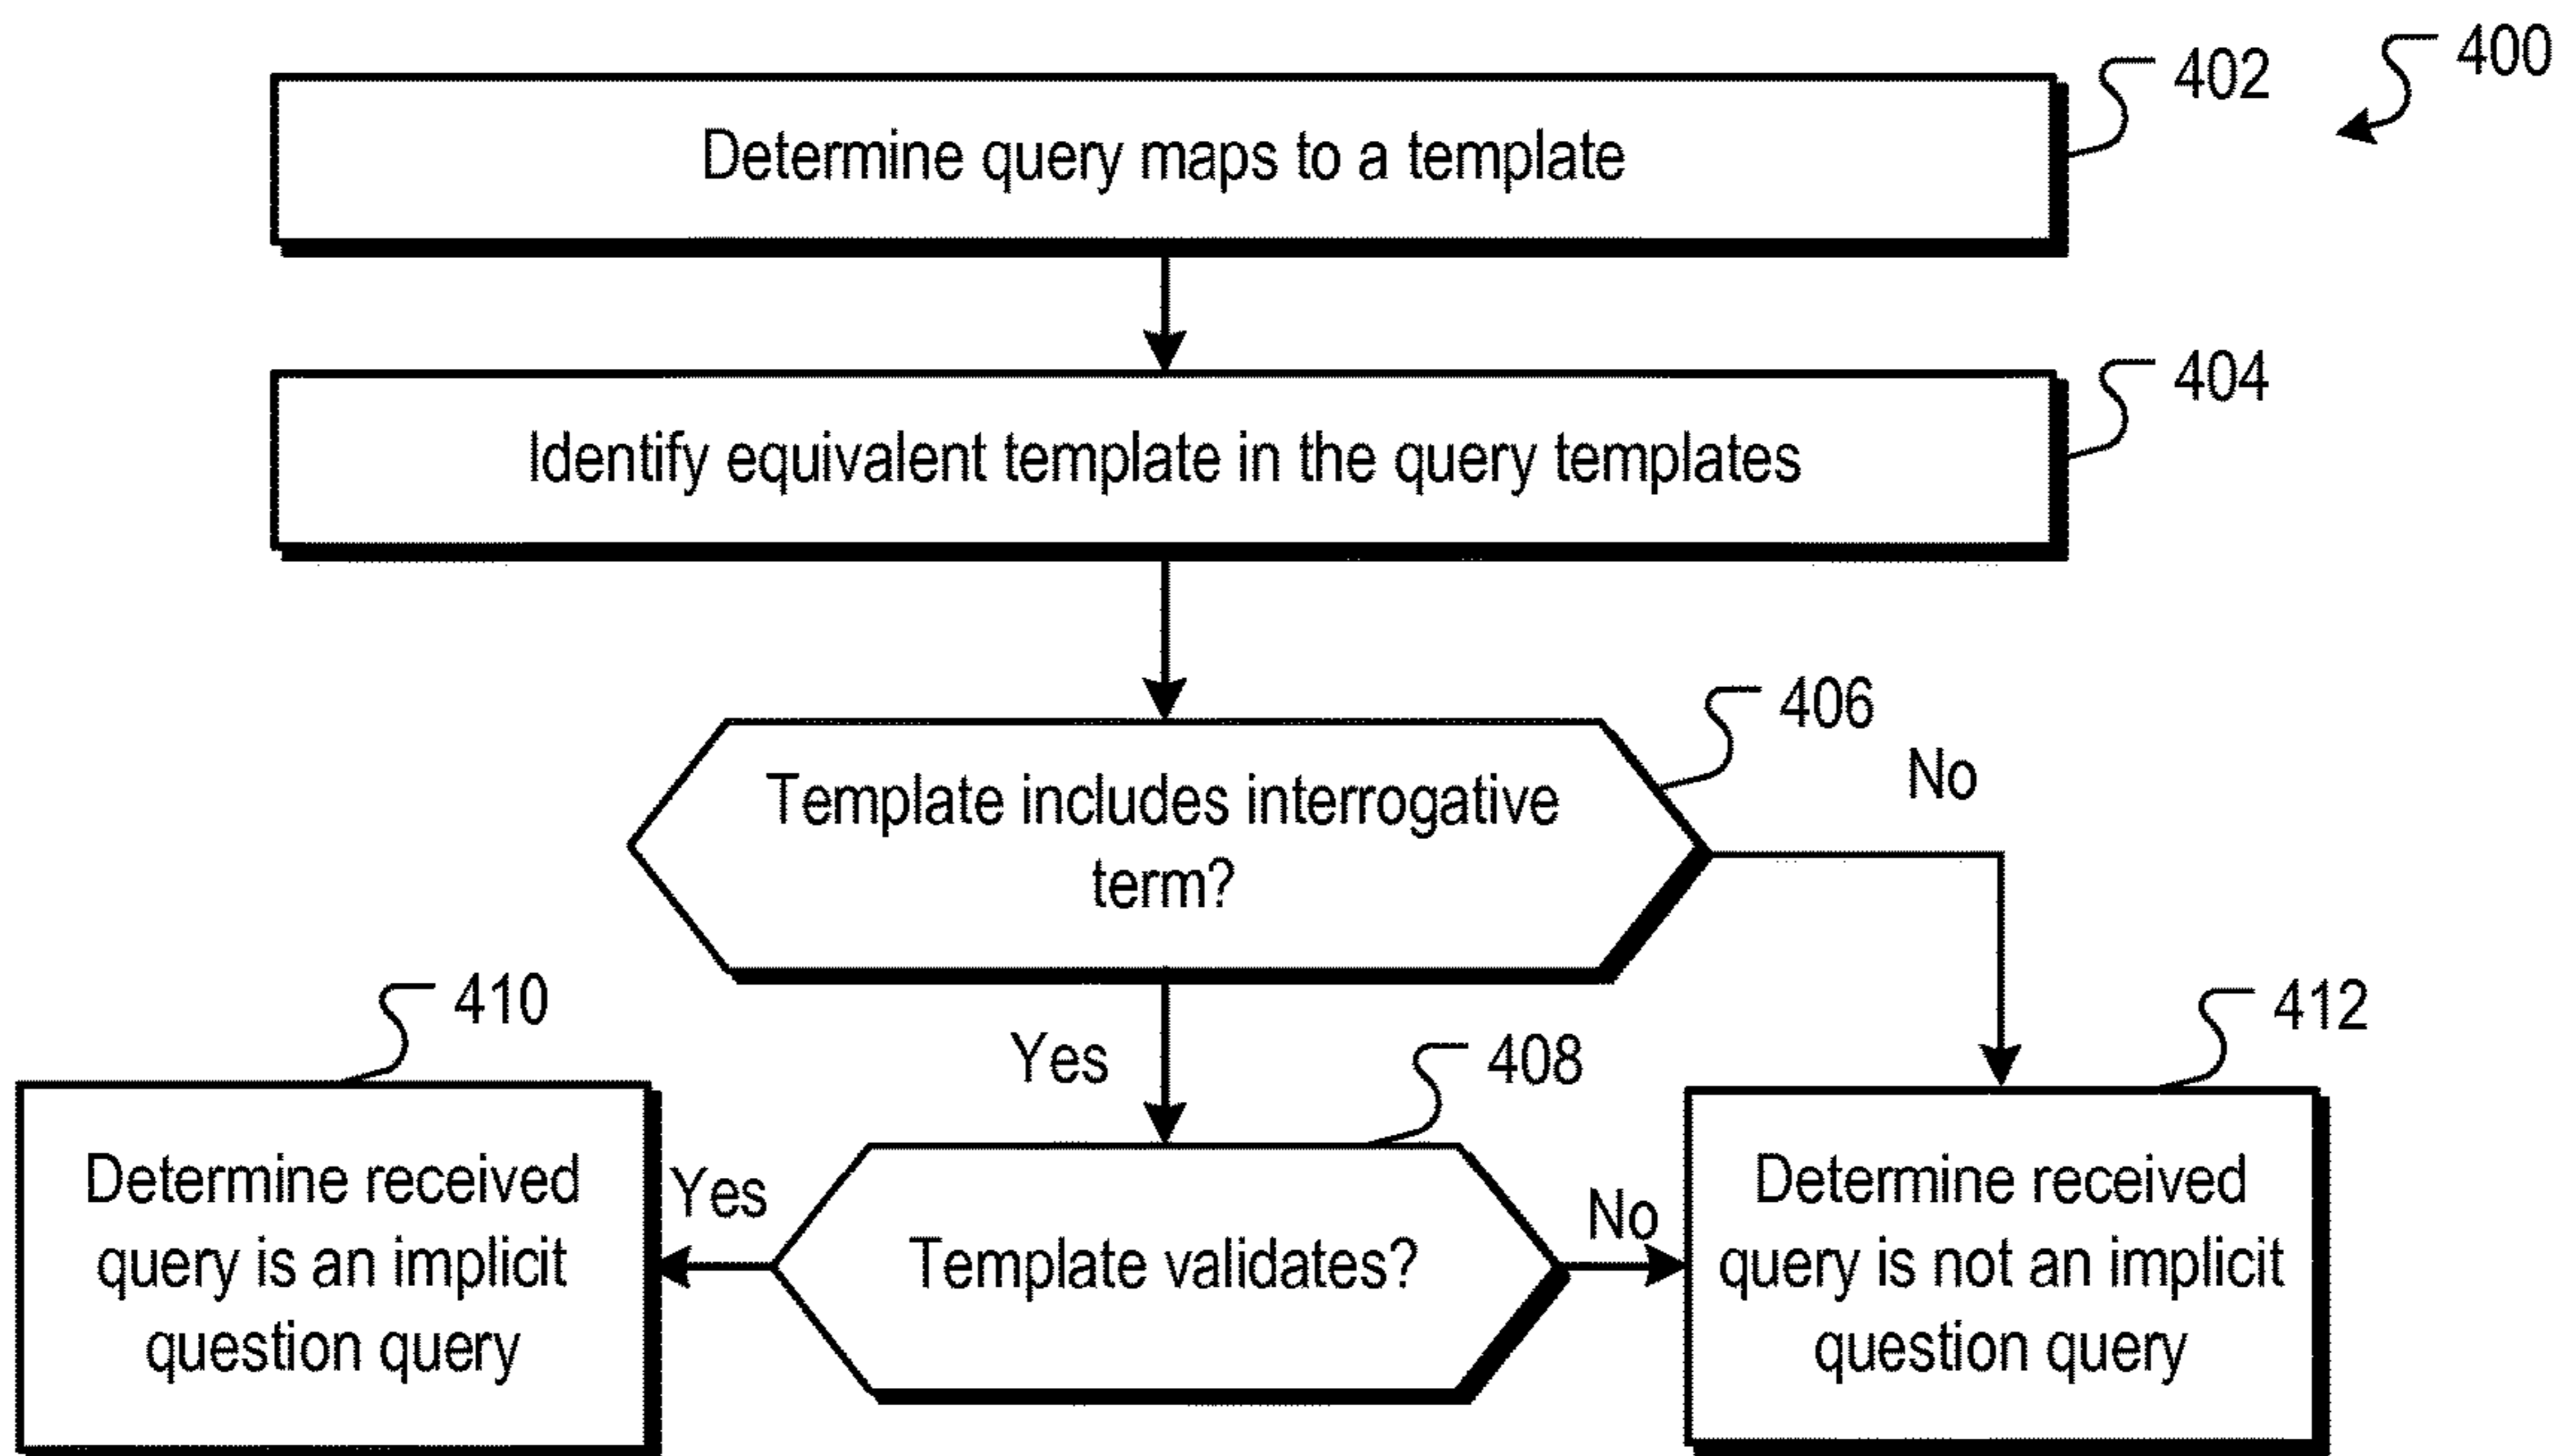 400
402
Determine query maps to a template
404
Identify equivalent template in the query templates
406
Template includes interrogative
term?
No
Yes
410
Determine received
query is an implicit
question query
Yes
408
Template validates?
No
412
Determine received
query is not an implicit
question query